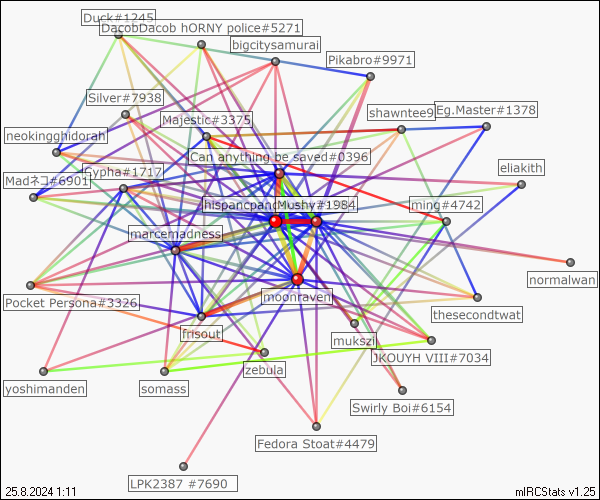 Duck#1245
DacobDacob hORNY police#5271
bigcitysamurai
Pikabro#9971
Silver#7938
Majestic#3375
shawntee9
Eg.Master#1378
neokingghidorah
Can anything be saved#0396
Madネコ#6901
Cypha#1717
eliakith
Mushy#1984
ming#4742
marcemadness
normalwan
moonraven
Pocket Persona#3326
thesecondtwat
frisout
mukszi
JKOUYH VIII#7034
zebula
yoshimanden
somass
Swirly Boi#6154
Fedora Stoat#4479
LPK2387 #7690
25.8.2024 1:11
mIRCStats v1.25